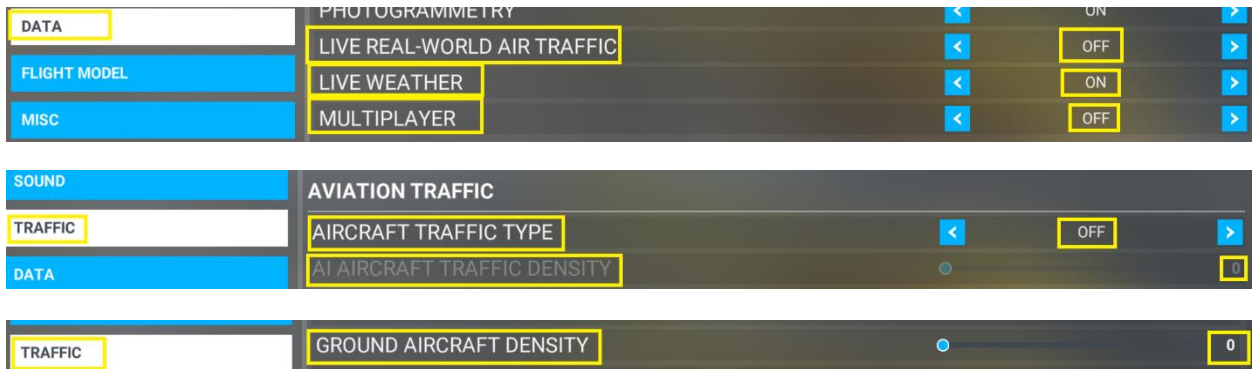 PHOTOGRAMMETRY ON
DATA
LIVE REAL-WORLD AIR TRAFFIC OFF
FLIGHT MODEL
LIVE WEATHER ON
MISC
MULTIPLAYER OFF
SOUND
AVIATION TRAFFIC
TRAFFIC
AIRCRAFT TRAFFIC TYPE OFF
DATA
AI AIRCRAFT TRAFFIC DENSITY 0
TRAFFIC
GROUND AIRCRAFT DENSITY 0